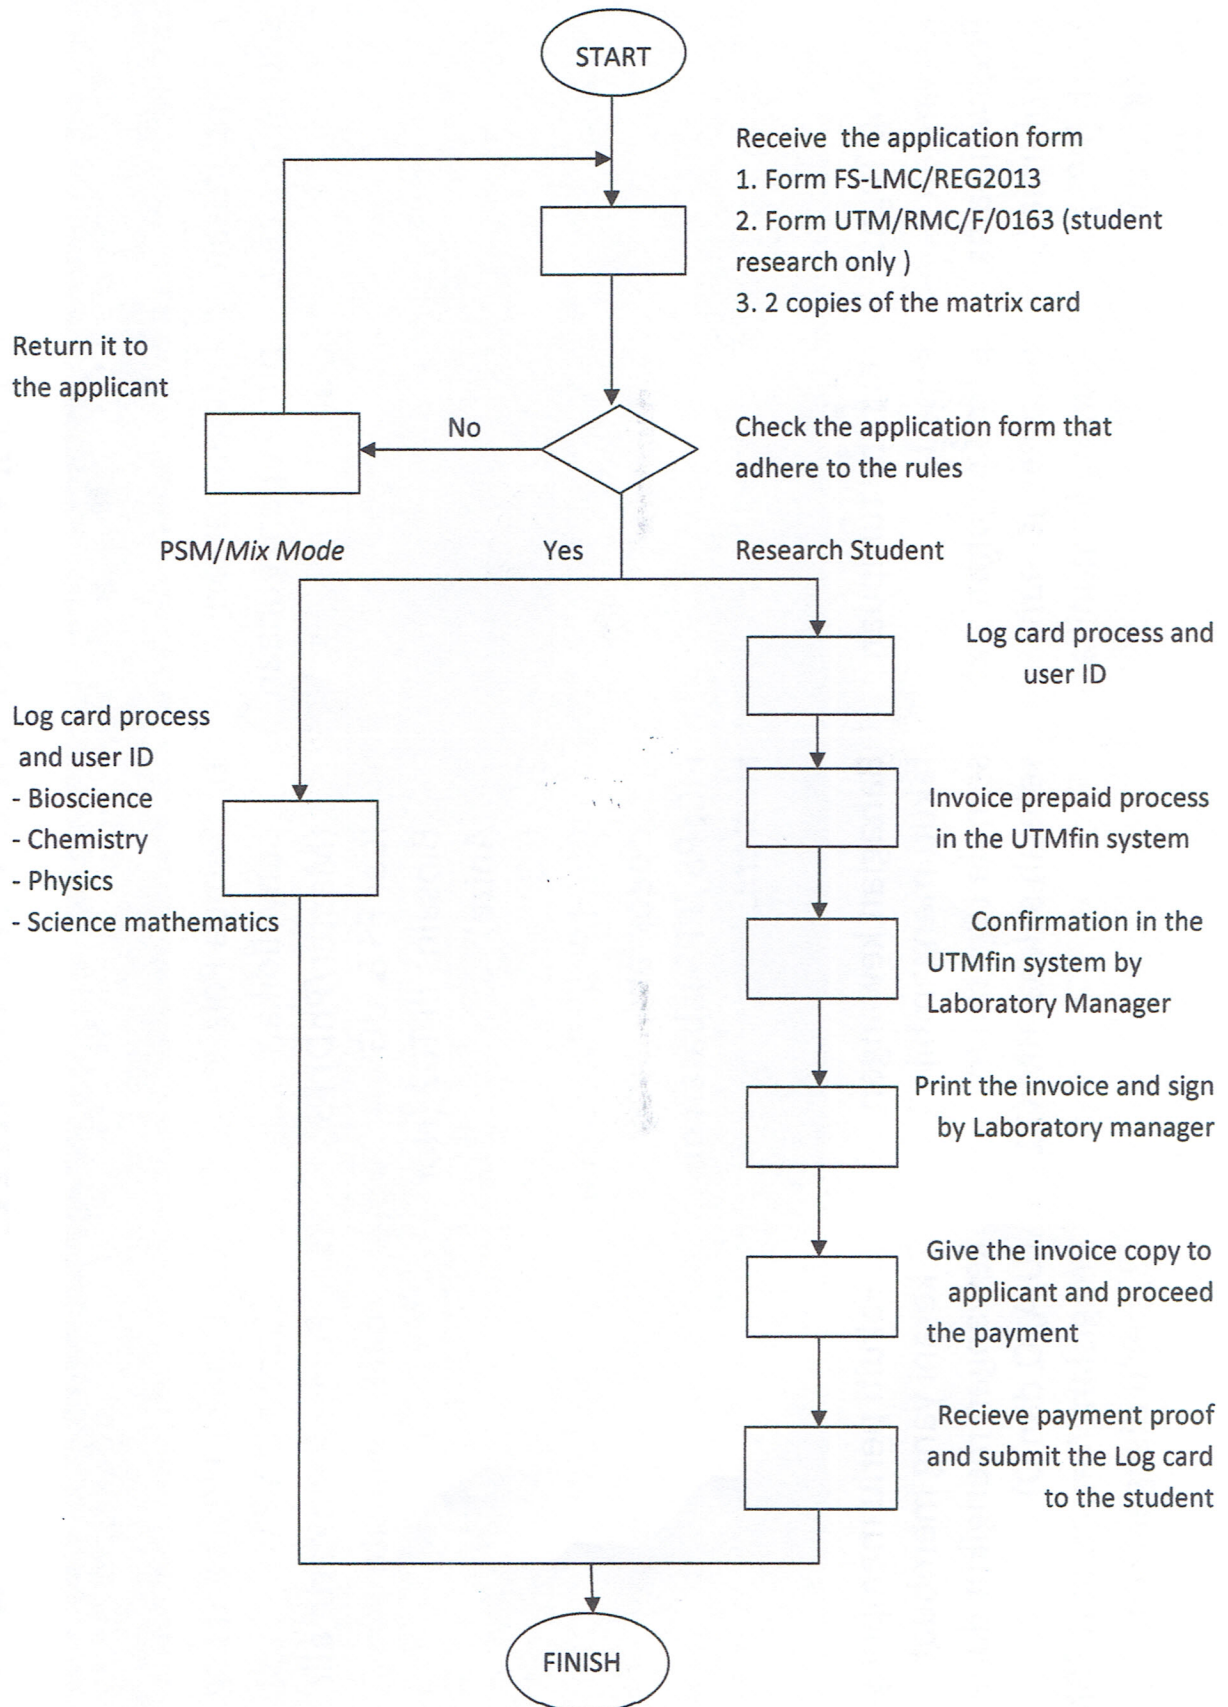 START
Receive  the application form
1. Form FS-LMC/REG2013
2. Form UTM/RMC/F/0163 (student
research only )
3. 2 copies of the matrix card
Return it to
the applicant
No
Check the application form that
adhere to the rules
PSM/Mix Mode
Yes
Research Student
Log card process and
user ID
Log card process
and user ID
- Bioscience
- Chemistry
- Physics
- Science mathematics
Invoice prepaid process
in the UTMfin system
Confirmation in the
UTMfin system by
Laboratory Manager
Print the invoice and sign
by Laboratory manager
Give the invoice copy to
applicant and proceed
the payment
Recieve payment proof
and submit the Log card
to the student
FINISH